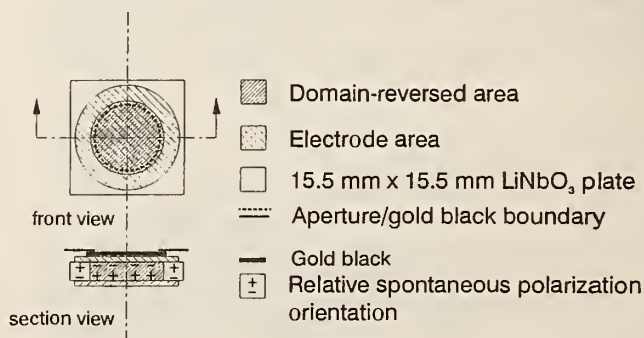 Domain-reversed area
Electrode area
15.5 mm x 15.5 mm LiNbO₃ plate
front view
Aperture/gold black boundary
Gold black
Relative spontaneous polarization
orientation
section view